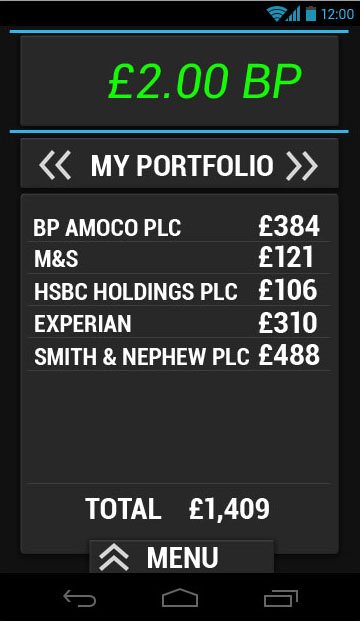 12:00
£2.00 BP
MY PORTFOLIO
BP AMOCO PLC £384
M&S £121
HSBC HOLDINGS PLC £106
EXPERIAN £310
SMITH & NEPHEW PLC £488
TOTAL £1,409
MENU